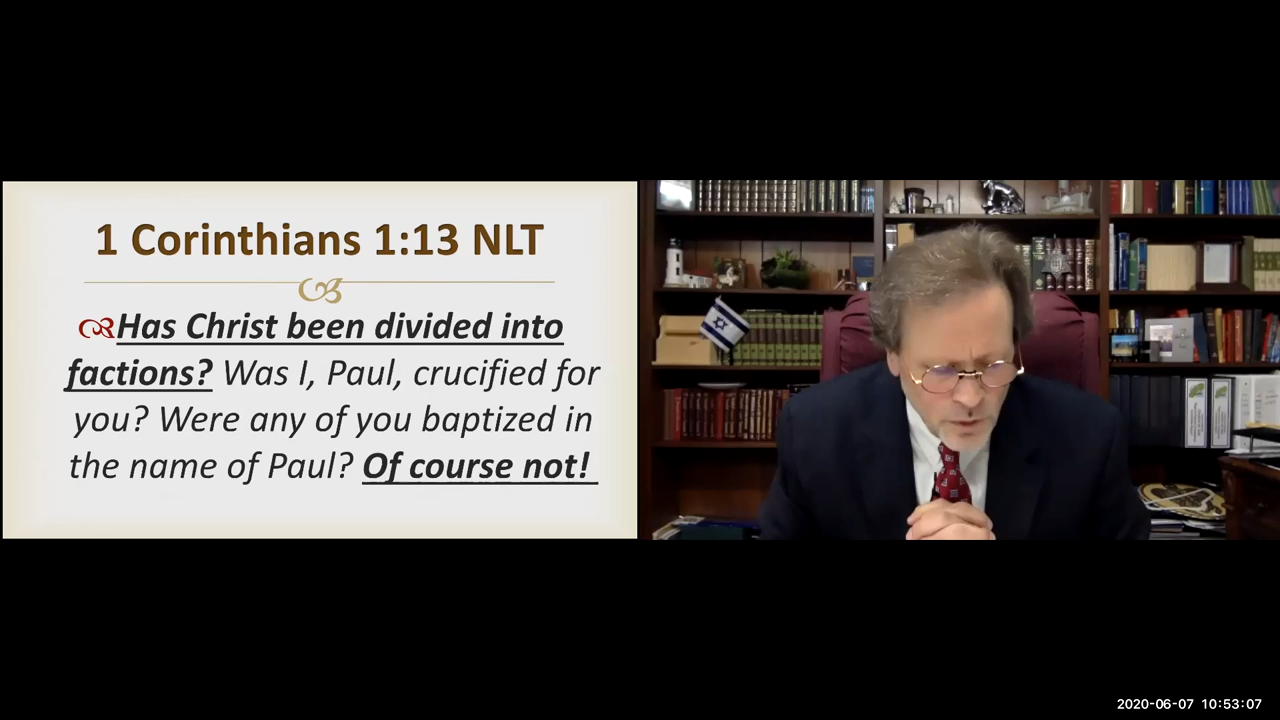 1 Corinthians 1:13 NLT
Has Christ been divided into
factions? Was I, Paul, crucified for
you? Were any of you baptized in
the name of Paul? Of course not!
2020-06-07 10:53:07